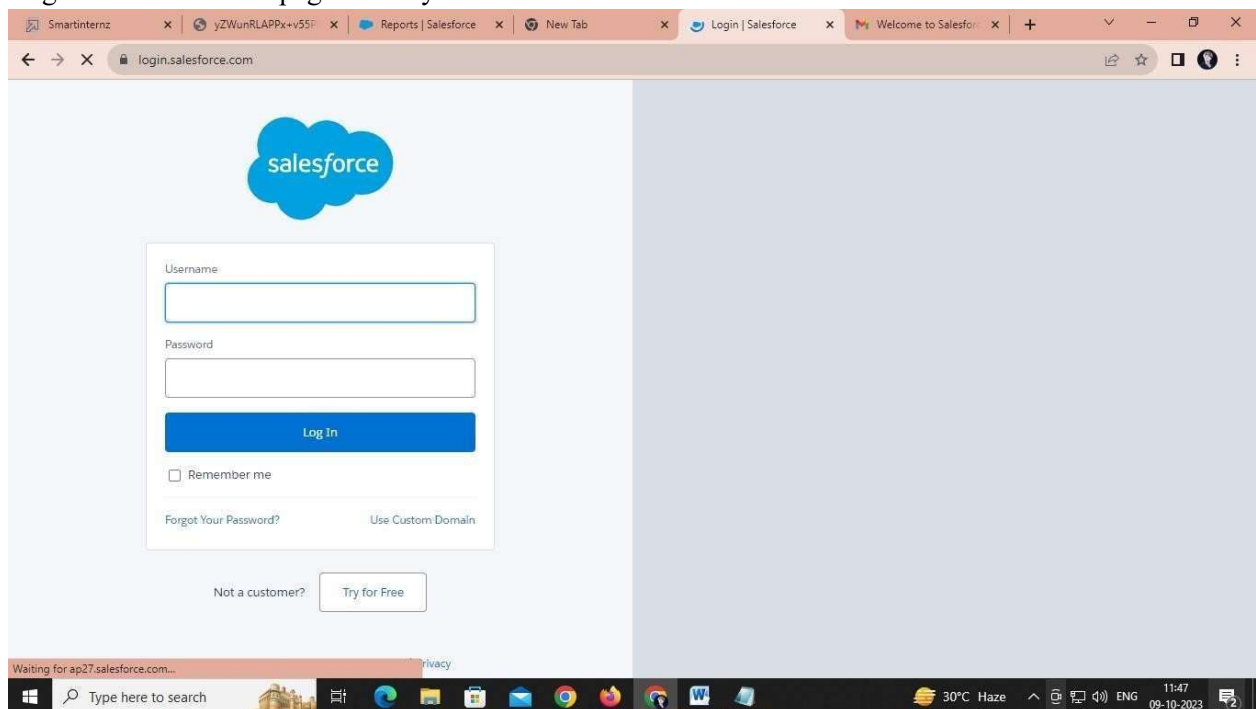 Smartinternz
yZWunRLAPPx+v55P
Reports | Salesforce
New Tab
Login | Salesforce
Welcome to Salesforc
login.salesforce.com
salesforce
Username
Password
Log In
Remember me
Forgot Your Password?
Use Custom Domain
Not a customer?
Try for Free
Waiting for ap27.salesforce.com...
Type here to search
30°C Haze
ENG
11:47
09-10-2023
2